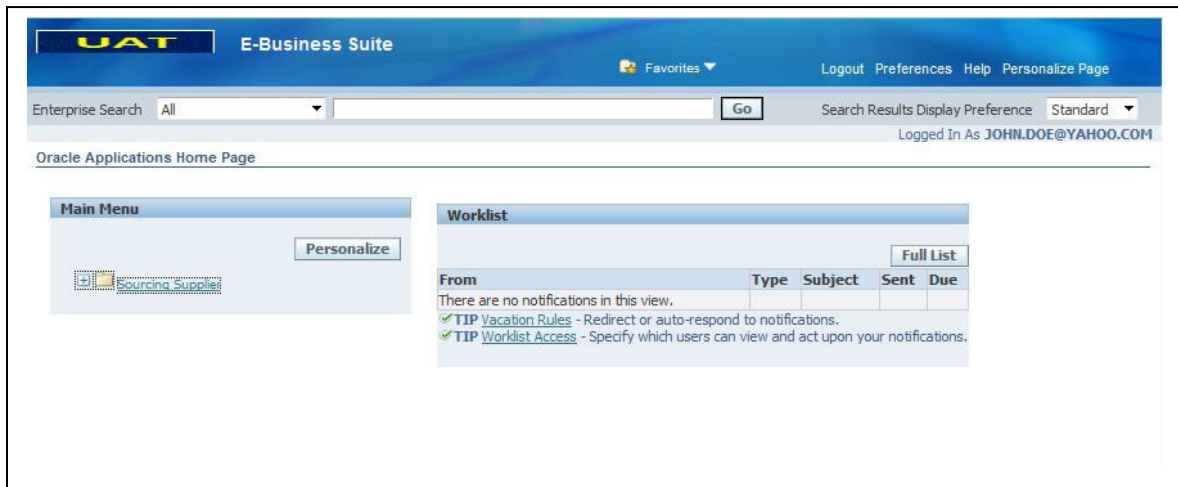 UAT E-Business Suite
Favorites
Logout Preferences Help Personalize Page
Enterprise Search All Go Search Results Display Preference Standard
Logged In As JOHN.DOE@YAHOO.COM
Oracle Applications Home Page
Main Menu
Personalize
Sourcing Supplier
Worklist
Full List
From Type Subject Sent Due
There are no notifications in this view.
TIP Vacation Rules - Redirect or auto-respond to notifications.
TIP Worklist Access - Specify which users can view and act upon your notifications.